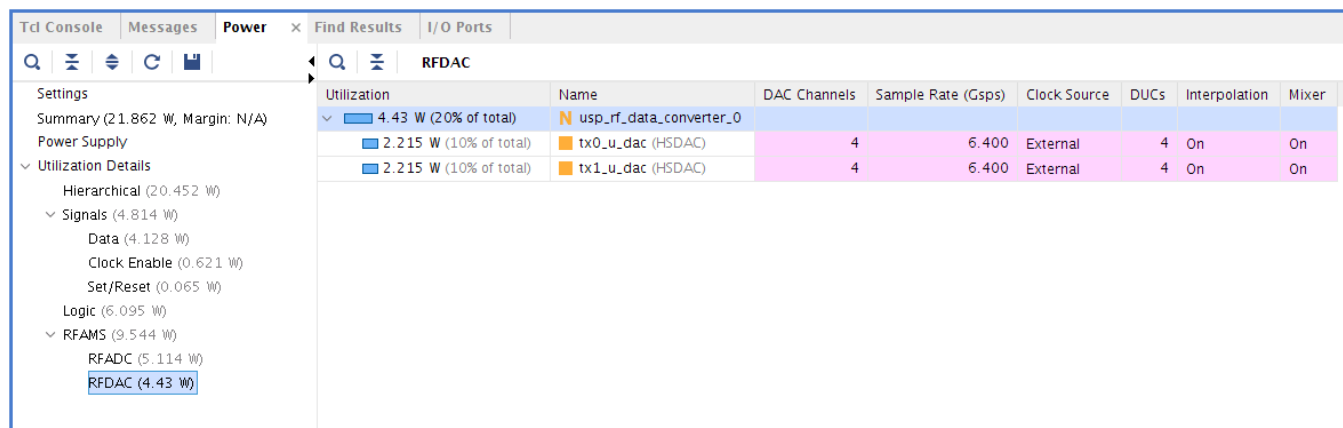 Tcl Console Messages Power × Find Results I/O Ports
RFDAC
Settings
Summary (21.862 W, Margin: N/A)
Power Supply
Utilization Details
Hierarchical (20.452 W)
Signals (4.814 W)
Data (4.128 W)
Clock Enable (0.621 W)
Set/Reset (0.065 W)
Logic (6.095 W)
RFAMS (9.544 W)
RFADC (5.114 W)
RFDAC (4.43 W)
Utilization Name DAC Channels Sample Rate (Gsps) Clock Source DUCs Interpolation Mixer
4.43 W (20% of total) N usp_rf_data_converter_0
2.215 W (10% of total) tx0_u_dac (HSDAC) 4 6.400 External 4 On On
2.215 W (10% of total) tx1_u_dac (HSDAC) 4 6.400 External 4 On On